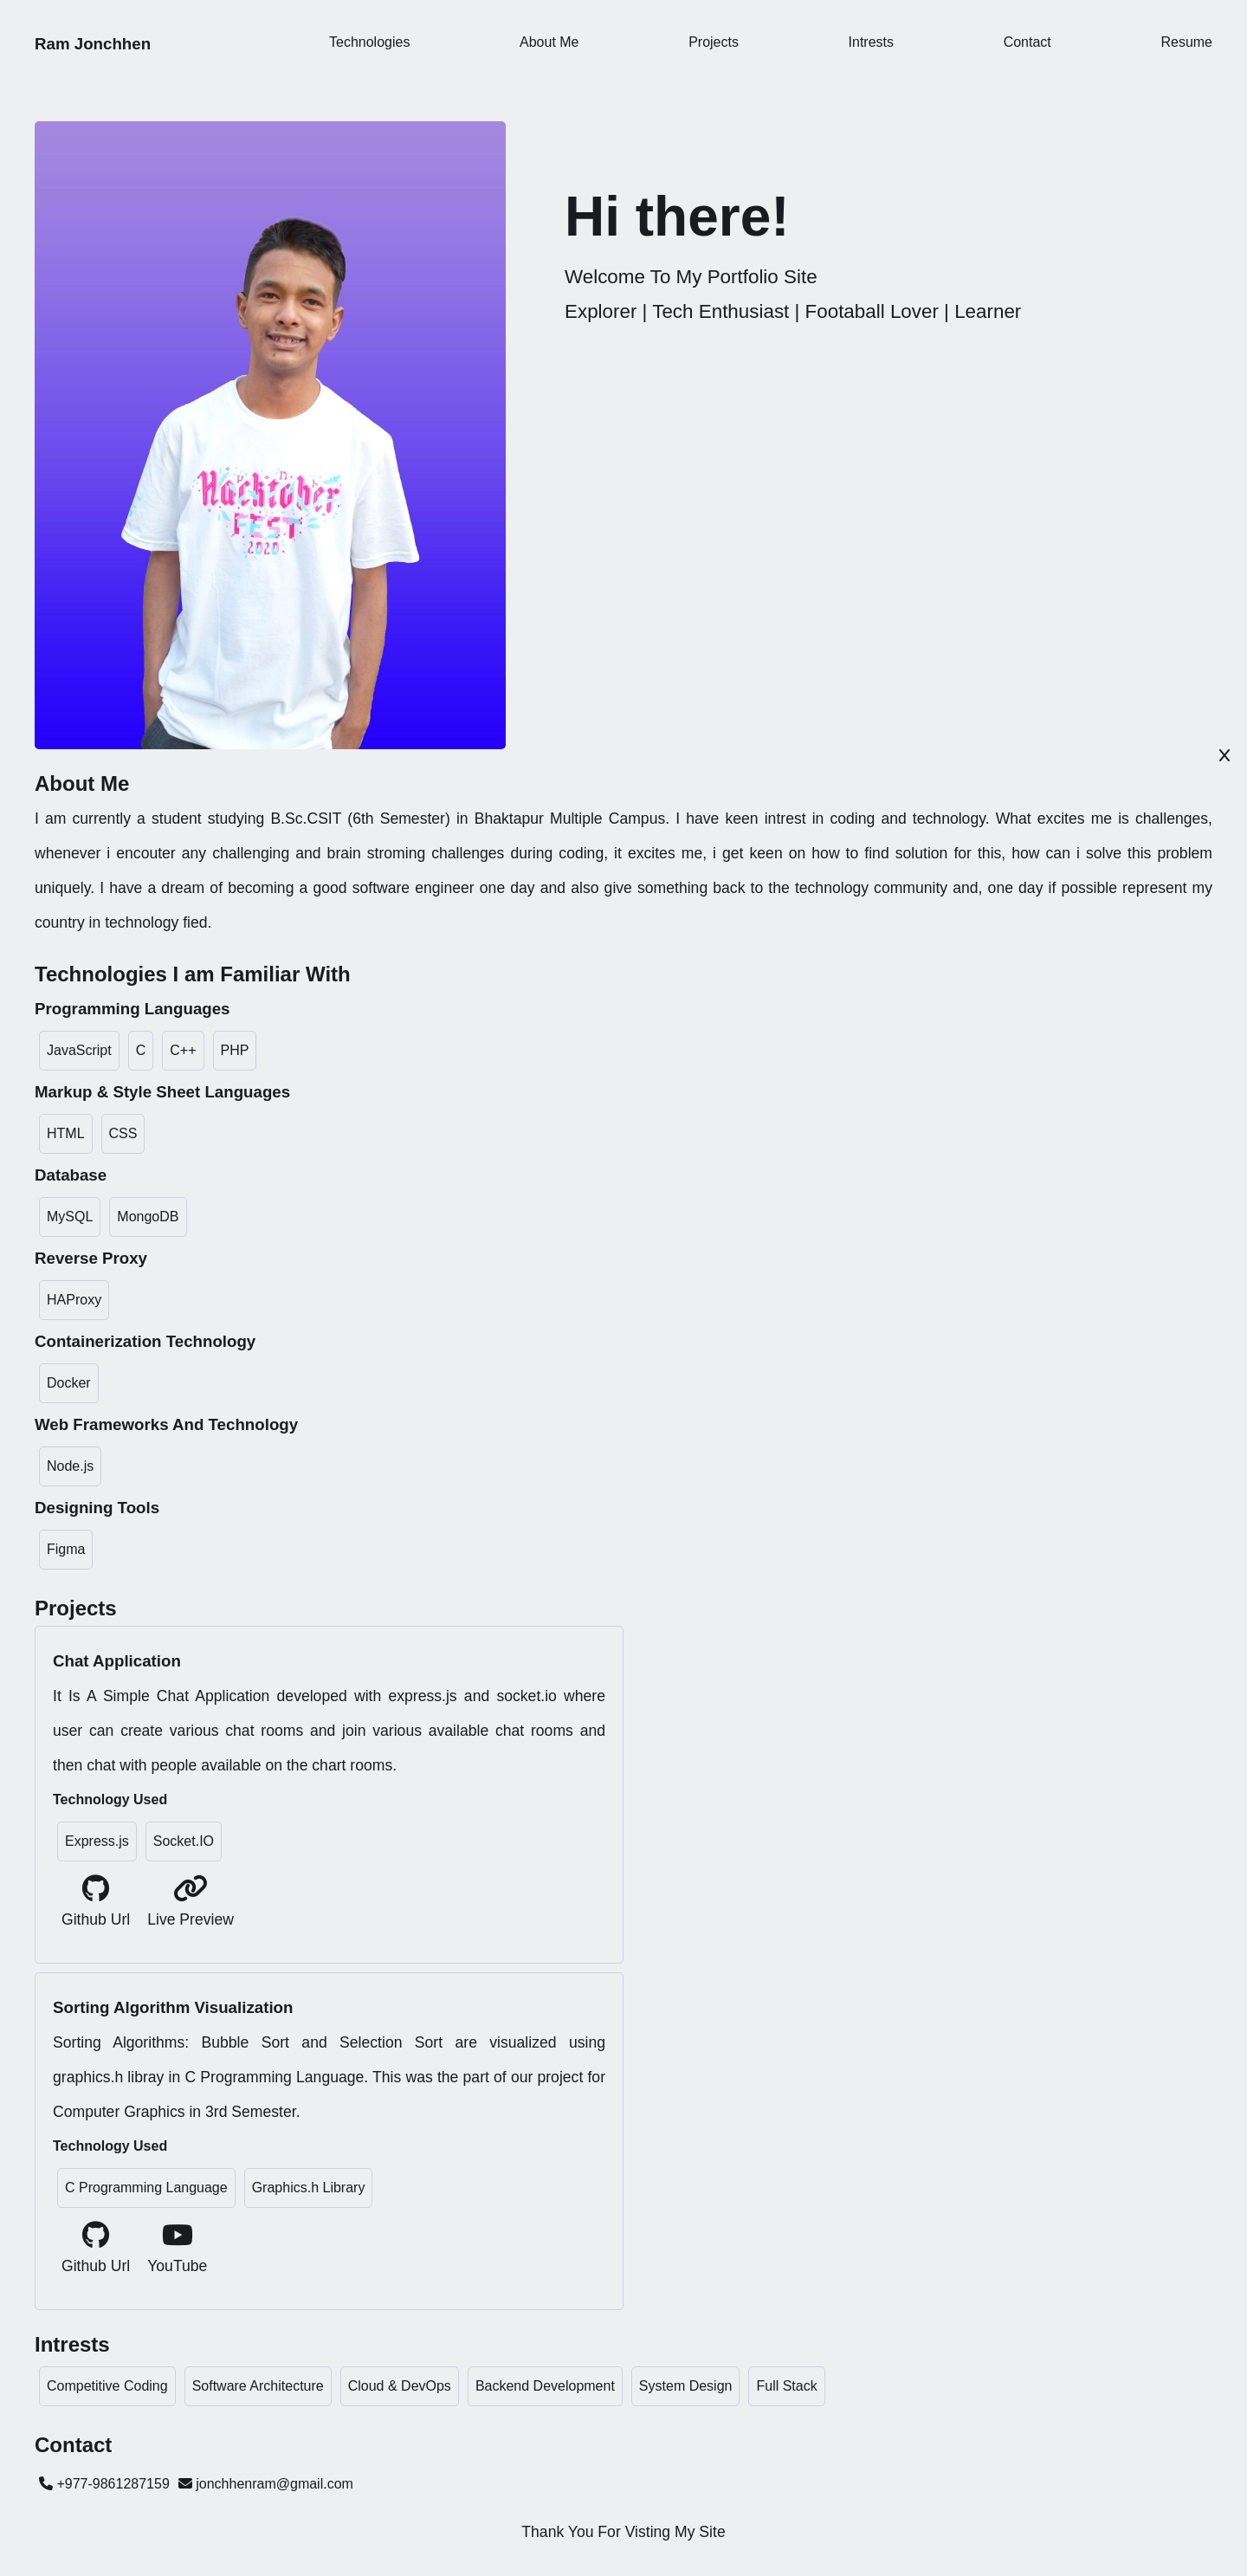 Ram Jonchhen
Technologies
About Me
Projects
Intrests
Contact
Resume
Hi there!
Welcome To My Portfolio Site
Explorer | Tech Enthusiast | Footaball Lover | Learner
Hacktober
FEST
2020
X
About Me
I am currently a student studying B.Sc.CSIT (6th Semester) in Bhaktapur Multiple Campus. I have keen intrest in coding and technology. What excites me is challenges,
whenever i encouter any challenging and brain stroming challenges during coding, it excites me, i get keen on how to find solution for this, how can i solve this problem
uniquely. I have a dream of becoming a good software engineer one day and also give something back to the technology community and, one day if possible represent my
country in technology fied.
Technologies I am Familiar With
Programming Languages
JavaScript C C++ PHP
Markup & Style Sheet Languages
HTML CSS
Database
MySQL MongoDB
Reverse Proxy
HAProxy
Containerization Technology
Docker
Web Frameworks And Technology
Node.js
Designing Tools
Figma
Projects
Chat Application
It Is A Simple Chat Application developed with express.js and socket.io where
user can create various chat rooms and join various available chat rooms and
then chat with people available on the chart rooms.
Technology Used
Express.js Socket.IO
Github Url Live Preview
Sorting Algorithm Visualization
Sorting Algorithms: Bubble Sort and Selection Sort are visualized using
graphics.h libray in C Programming Language. This was the part of our project for
Computer Graphics in 3rd Semester.
Technology Used
C Programming Language Graphics.h Library
Github Url YouTube
Intrests
Competitive Coding Software Architecture Cloud & DevOps Backend Development System Design Full Stack
Contact
+977-9861287159 jonchhenram@gmail.com
Thank You For Visting My Site